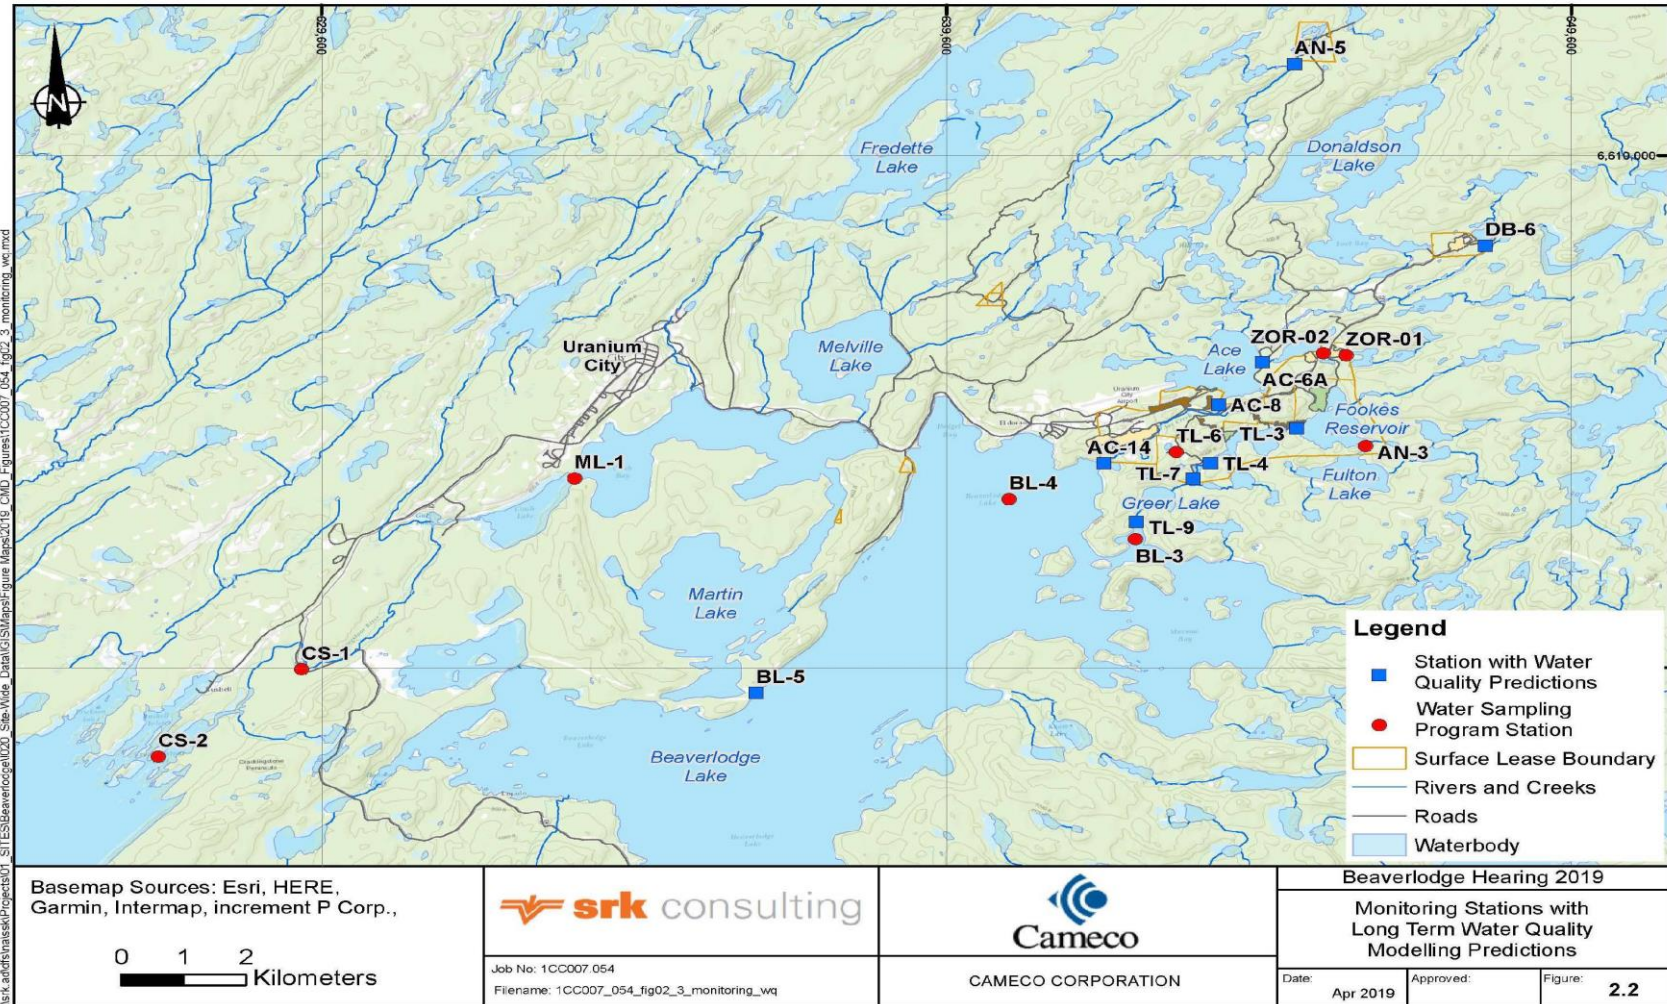 629,600
639,600
649,600
AN-5
Fredette
Lake
Donaldson
Lake
6,619,000
DB-6
Uranium
City
Melville
Lake
Ace
Lake
ZOR-02
ZOR-01
AC-6A
Uranium
City
Airport
AC-8
Fookes
Reservoir
TL-6
TL-3
AC-14
AN-3
TL-4
TL-7
Fulton
Lake
ML-1
BL-4
Greer Lake
TL-9
BL-3
Martin
Lake
CS-1
BL-5
CS-2
Beaverlodge
Lake
Legend
Station with Water
Quality Predictions
Water Sampling
Program Station
Surface Lease Boundary
Rivers and Creeks
Roads
Waterbody
N
Basemap Sources: Esri, HERE,
Garmin, Intermap, increment P Corp.,
0 1 2
Kilometers
srk consulting
Job No: 1CC007.054
Filename: 1CC007_054_fig02_3_monitoring_wq
Cameco
CAMECO CORPORATION
Beaverlodge Hearing 2019
Monitoring Stations with
Long Term Water Quality
Modelling Predictions
Date:
Apr 2019
Approved:
Figure:
2.2